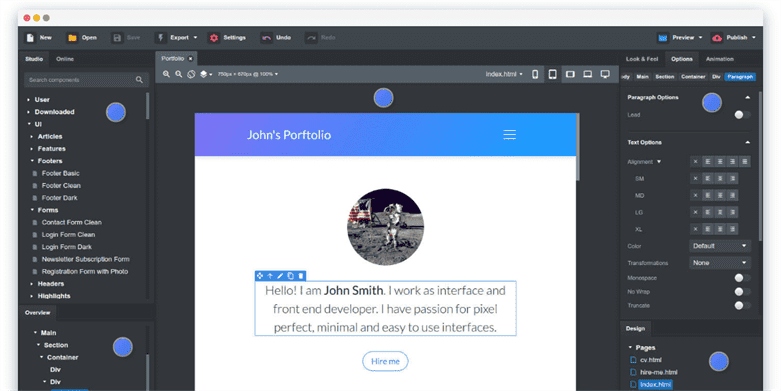 New Open Save Export Settings Undo Redo Preview Publish
Studio Online
Search components
User
Downloaded
UI
Articles
Features
Footers
Footer Basic
Footer Clean
Footer Dark
Forms
Contact Form Clean
Login Form Clean
Login Form Dark
Newsletter Subscription Form
Registration Form with Photo
Headers
Highlights
Overview
Main
Section
Container
Div
Div
Portfolio
750px × 620px @ 100%
index.html
John's Porftolio
Hello! I am John Smith. I work as interface and
front end developer. I have passion for pixel
perfect, minimal and easy to use interfaces.
Hire me
Look & Feel Options Animation
ody Main Section Container Div Paragraph
Paragraph Options
Lead
Text Options
Alignment
SM
MD
LG
XL
Color Default
Transformations None
Monospace
No Wrap
Truncate
Design
Pages
cv.html
hire-me.html
index.html